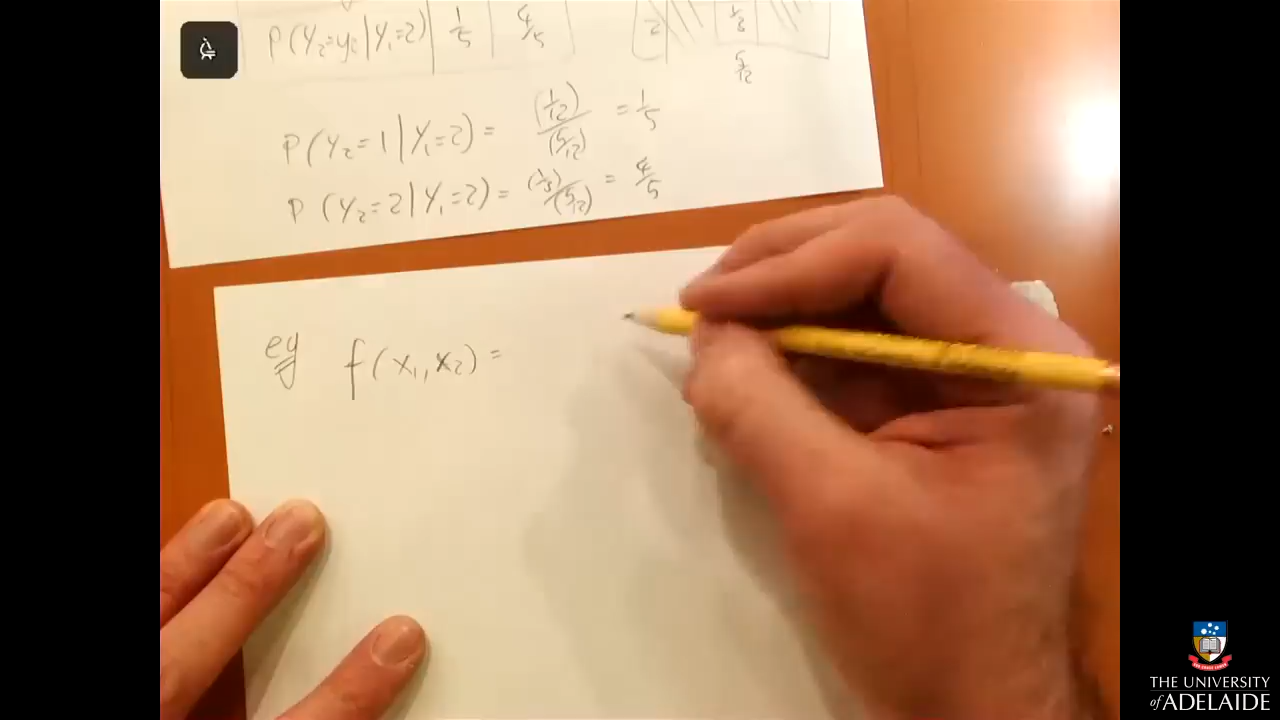 P(Y₂=y₂|Y₁=2) 1/5 4/5
2 1/3
5/12
P(Y₂=1|Y₁=2) = (1/12)/(5/12) = 1/5
P(Y₂=2|Y₁=2) = (1/3)/(5/12) = 4/5
eg f(x₁,x₂) =
THE UNIVERSITY
of ADELAIDE